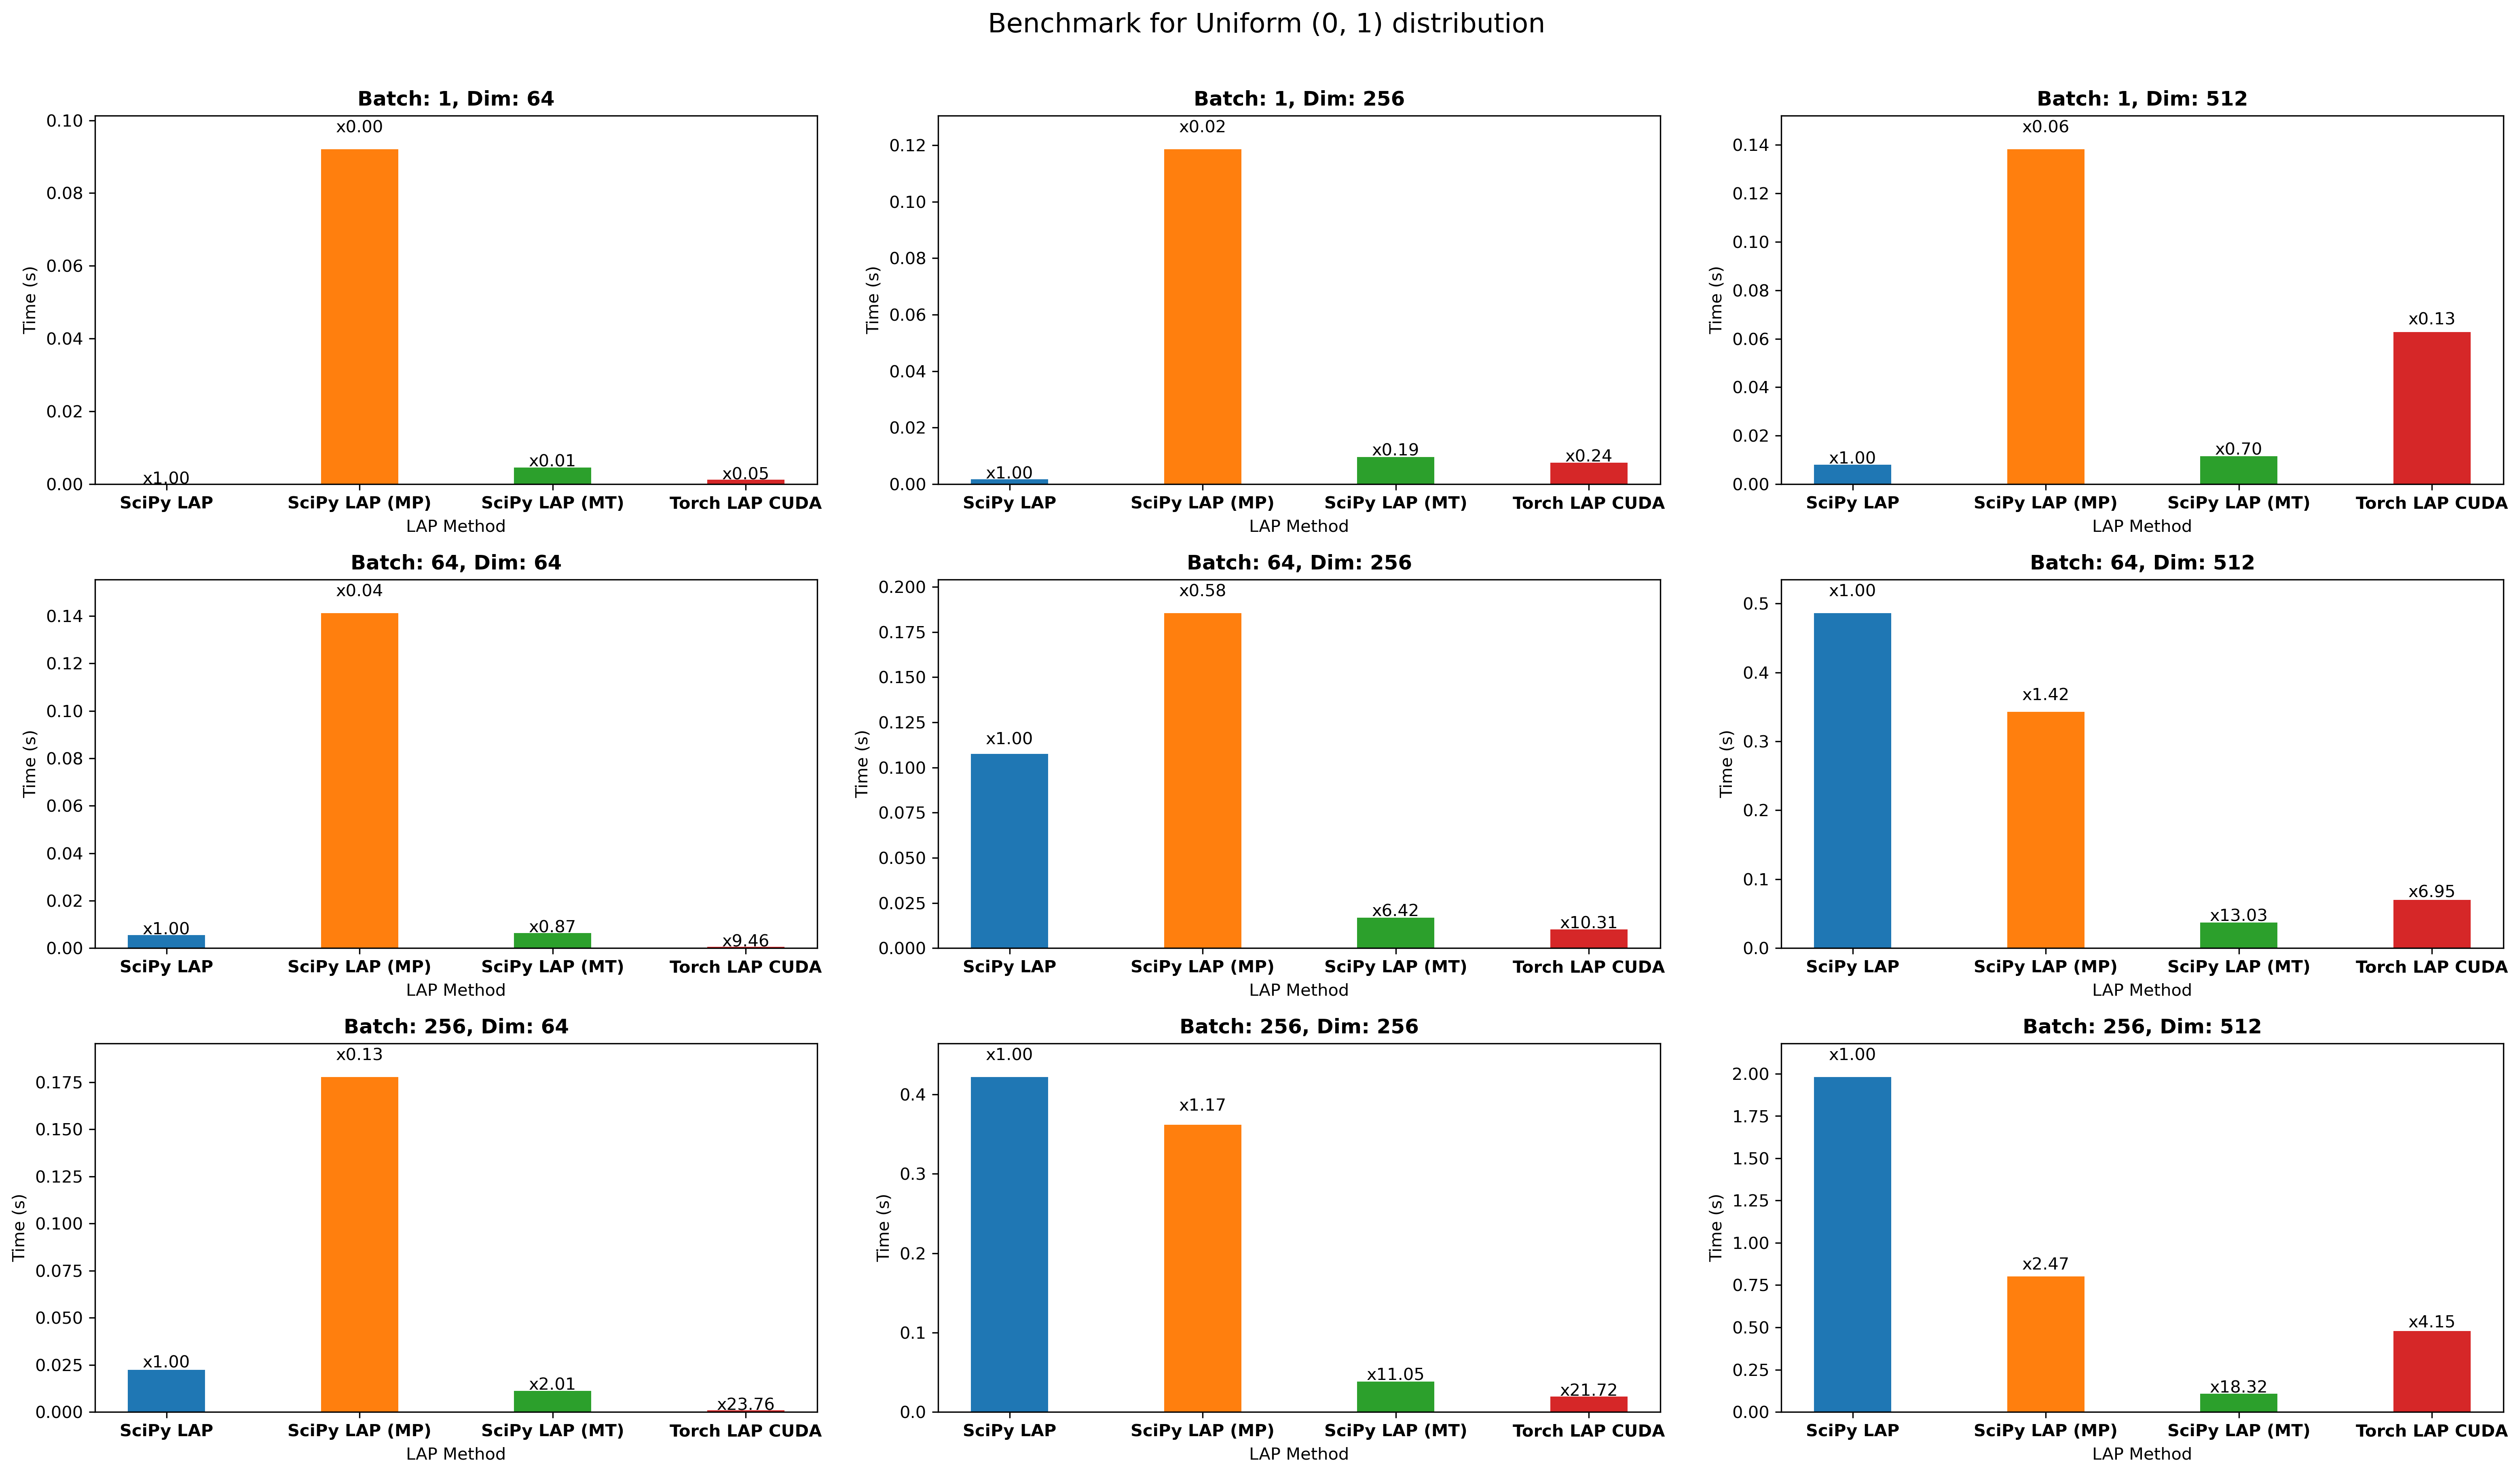 Benchmark for Uniform (0, 1) distribution
Batch: 1, Dim: 64
0.10
0.08
0.06
0.04
0.02
0.00
Time (s)
x1.00
x0.00
x0.01
x0.05
SciPy LAP
SciPy LAP (MP)
SciPy LAP (MT)
Torch LAP CUDA
LAP Method
Batch: 1, Dim: 256
0.12
0.10
0.08
0.06
0.04
0.02
0.00
Time (s)
x1.00
x0.02
x0.19
x0.24
SciPy LAP
SciPy LAP (MP)
SciPy LAP (MT)
Torch LAP CUDA
LAP Method
Batch: 1, Dim: 512
0.14
0.12
0.10
0.08
0.06
0.04
0.02
0.00
Time (s)
x1.00
x0.06
x0.70
x0.13
SciPy LAP
SciPy LAP (MP)
SciPy LAP (MT)
Torch LAP CUDA
LAP Method
Batch: 64, Dim: 64
0.14
0.12
0.10
0.08
0.06
0.04
0.02
0.00
Time (s)
x1.00
x0.04
x0.87
x9.46
SciPy LAP
SciPy LAP (MP)
SciPy LAP (MT)
Torch LAP CUDA
LAP Method
Batch: 64, Dim: 256
0.200
0.175
0.150
0.125
0.100
0.075
0.050
0.025
0.000
Time (s)
x1.00
x0.58
x6.42
x10.31
SciPy LAP
SciPy LAP (MP)
SciPy LAP (MT)
Torch LAP CUDA
LAP Method
Batch: 64, Dim: 512
0.5
0.4
0.3
0.2
0.1
0.0
Time (s)
x1.00
x1.42
x13.03
x6.95
SciPy LAP
SciPy LAP (MP)
SciPy LAP (MT)
Torch LAP CUDA
LAP Method
Batch: 256, Dim: 64
0.175
0.150
0.125
0.100
0.075
0.050
0.025
0.000
Time (s)
x1.00
x0.13
x2.01
x23.76
SciPy LAP
SciPy LAP (MP)
SciPy LAP (MT)
Torch LAP CUDA
LAP Method
Batch: 256, Dim: 256
0.4
0.3
0.2
0.1
0.0
Time (s)
x1.00
x1.17
x11.05
x21.72
SciPy LAP
SciPy LAP (MP)
SciPy LAP (MT)
Torch LAP CUDA
LAP Method
Batch: 256, Dim: 512
2.00
1.75
1.50
1.25
1.00
0.75
0.50
0.25
0.00
Time (s)
x1.00
x2.47
x18.32
x4.15
SciPy LAP
SciPy LAP (MP)
SciPy LAP (MT)
Torch LAP CUDA
LAP Method